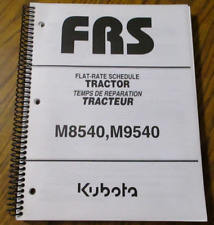 FRS
FLAT-RATE SCHEDULE
TRACTOR
TEMPS DE REPARATION
TRACTEUR
M8540,M9540
Kubota